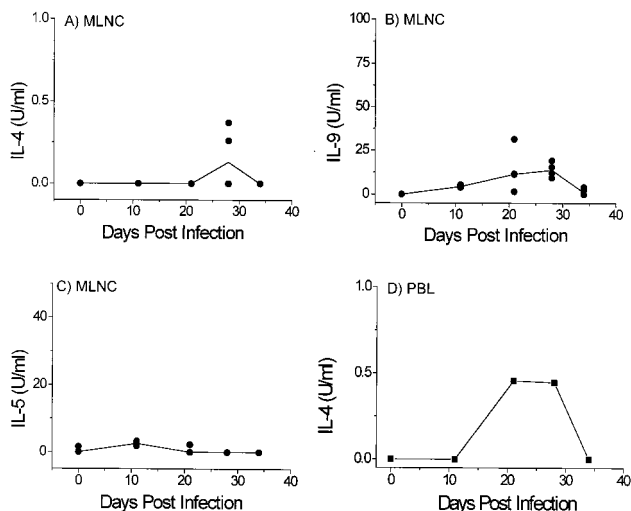 A) MLNC
1.0
0.5
0.0
IL-4 (U/ml)
0 10 20 30 40
Days Post Infection
B) MLNC
100
75
50
25
0
IL-9 (U/ml)
0 10 20 30 40
Days Post Infection
C) MLNC
40
20
0
IL-5 (U/ml)
0 10 20 30 40
Days Post Infection
D) PBL
1.0
0.5
0.0
IL-4 (U/ml)
0 10 20 30 40
Days Post Infection